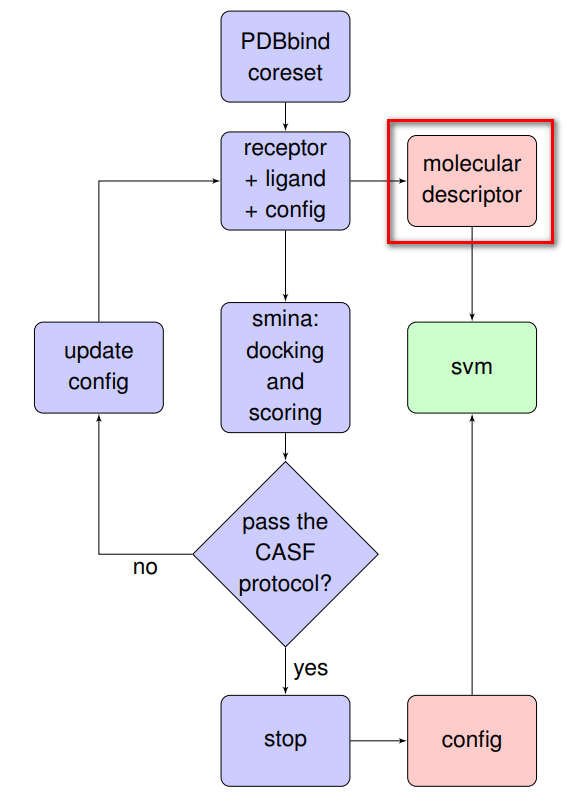 PDBbind
coreset
receptor
+ ligand
+ config
molecular
descriptor
smina:
docking
and
scoring
update
config
svm
pass the
CASF
protocol?
no
yes
stop
config